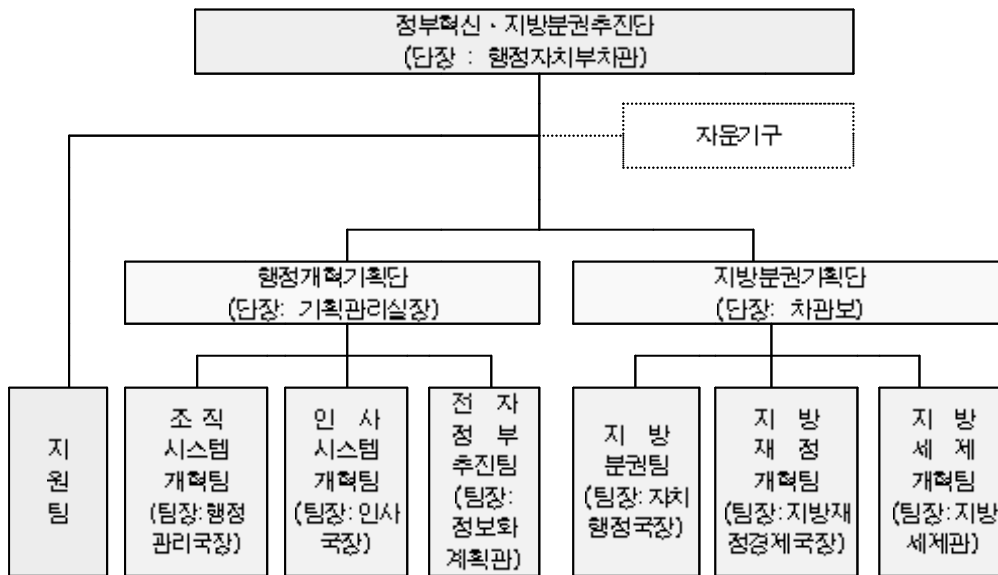 정부혁신 · 지방분권추진단
(단장 : 행정자치부차관)
자문기구
행정개혁기획단
(단장: 기획관리실장)
지방분권기획단
(단장: 차관보)
지
원
팀
조 직
시스템
개혁팀
(팀장:행정
관리국장)
인 사
시스템
개혁팀
(팀장:인사
국장)
전 자
정 부
추진팀
(팀장:
정보화
계획관)
지 방
분권팀
(팀장:자치
행정국장)
지 방
재 정
개혁팀
(팀장:지방재
정경제국장)
지 방
세 제
개혁팀
(팀장:지방
세제관)